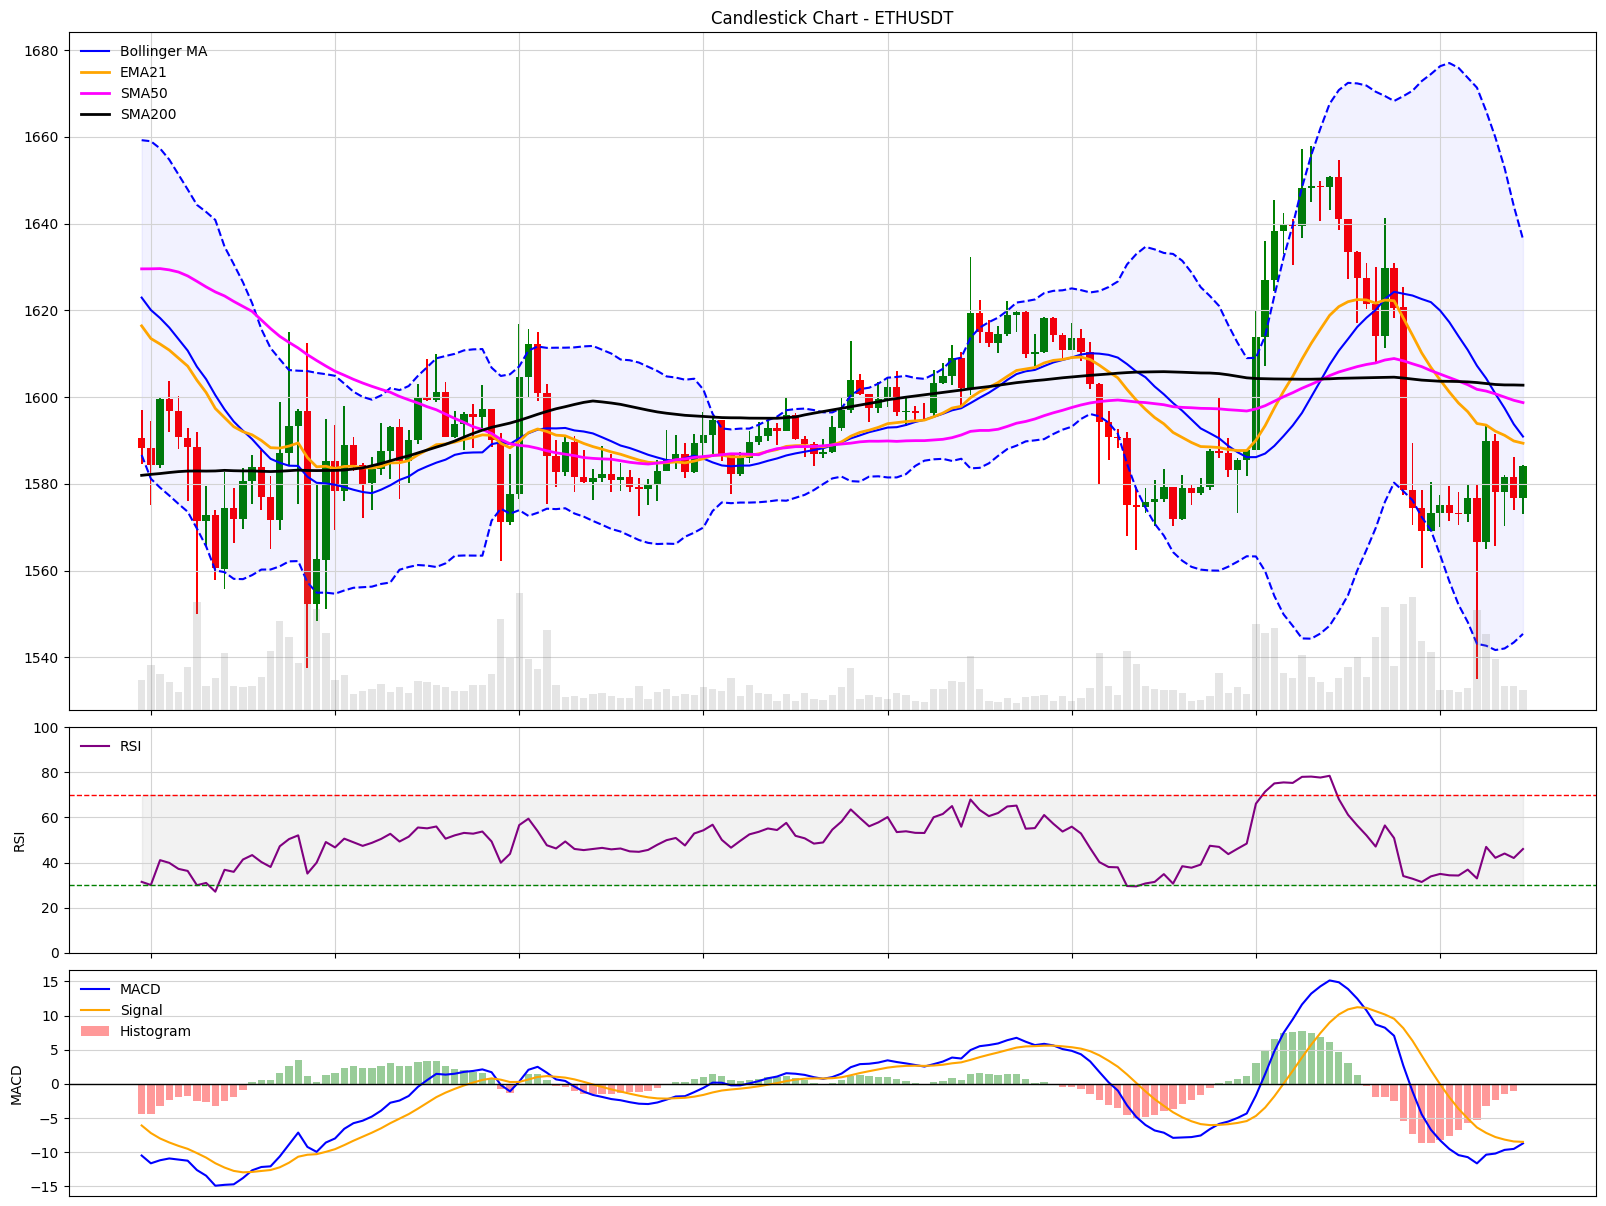 Candlestick Chart - ETHUSDT
Bollinger MA
EMA21
SMA50
SMA200
1680
1660
1640
1620
1600
1580
1560
1540
RSI
RSI
100
80
60
40
20
0
MACD
Signal
Histogram
MACD
15
10
5
0
−5
−10
−15